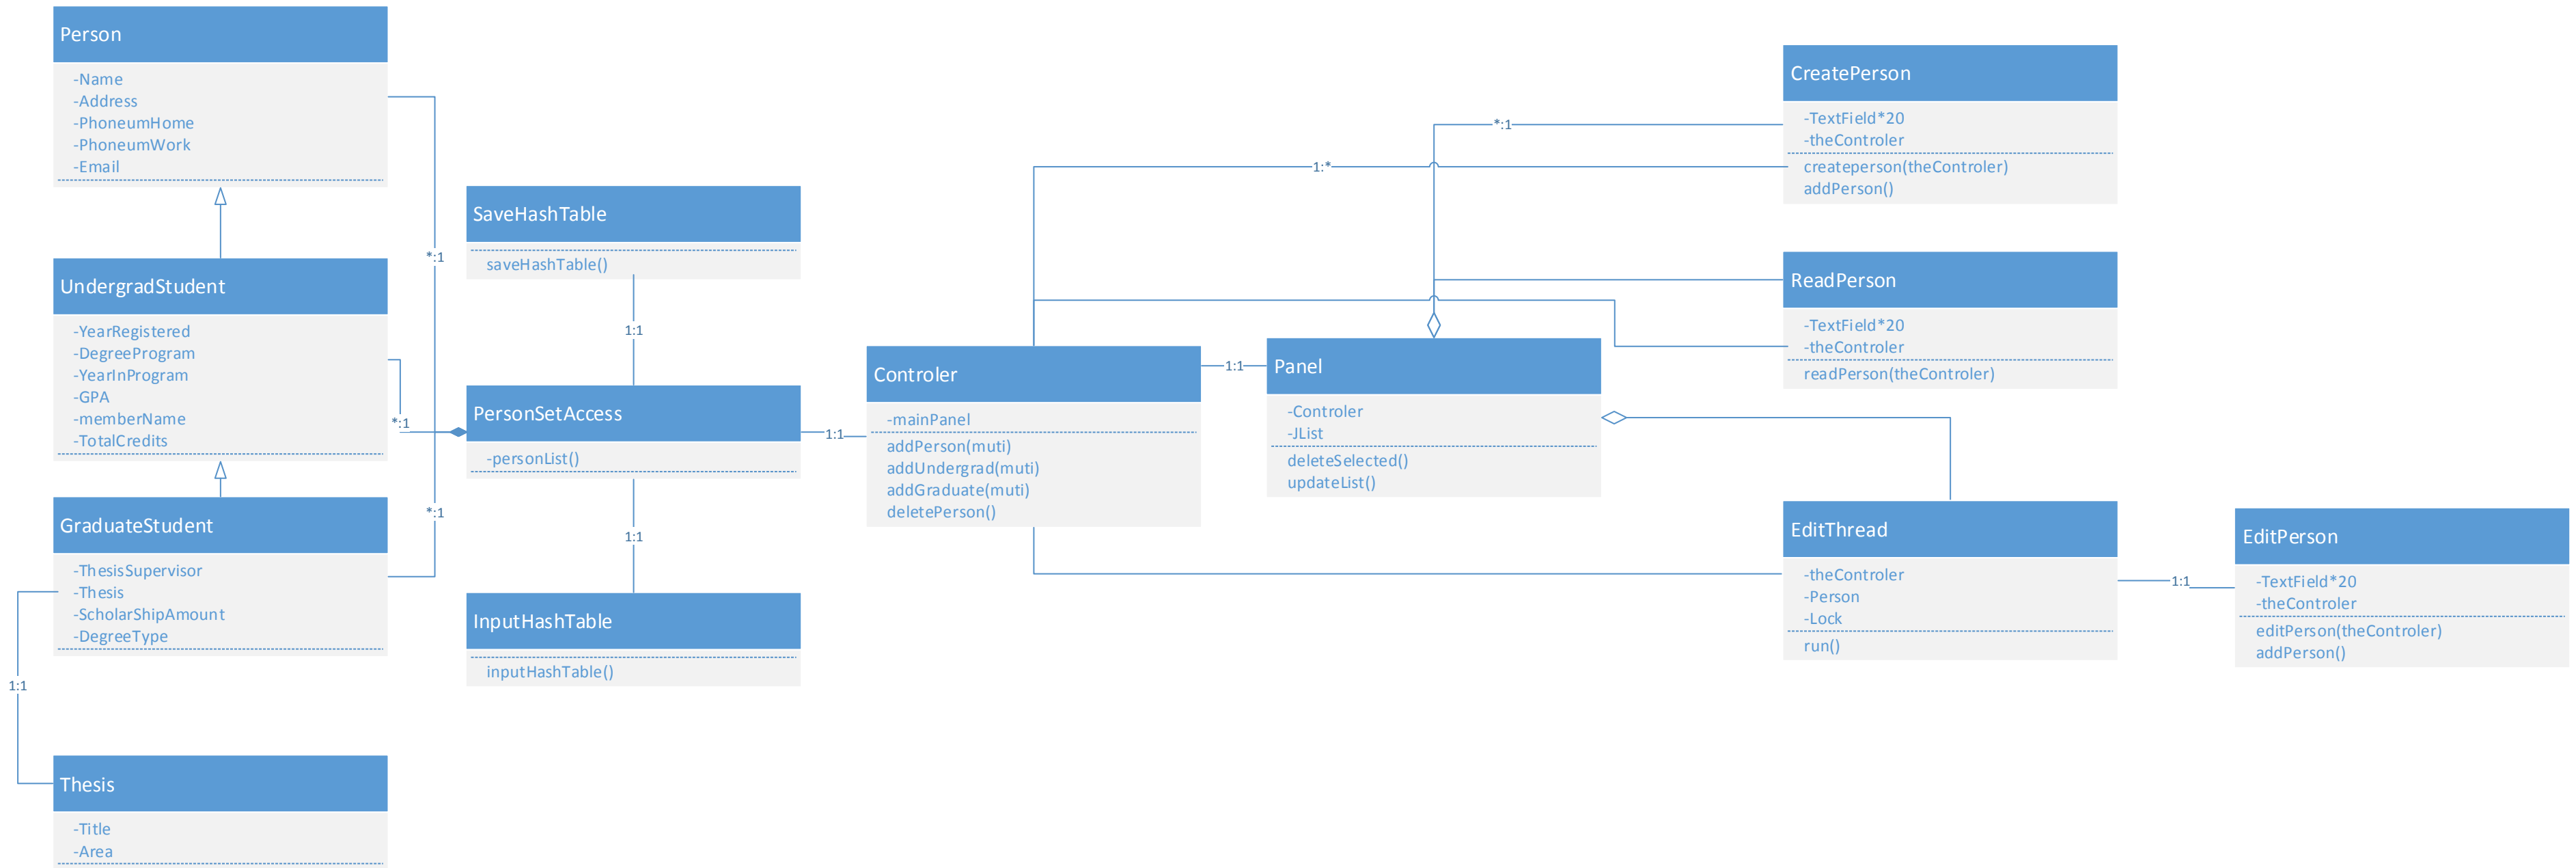 Person
-Name
-Address
-PhoneumHome
-PhoneumWork
-Email
UndergradStudent
-YearRegistered
-DegreeProgram
-YearInProgram
-GPA
-memberName
-TotalCredits
GraduateStudent
-ThesisSupervisor
-Thesis
-ScholarShipAmount
-DegreeType
1:1
Thesis
-Title
-Area
*:1
*:1
*:1
SaveHashTable
saveHashTable()
1:1
PersonSetAccess
-personList()
1:1
InputHashTable
inputHashTable()
1:1
Controler
-mainPanel
addPerson(muti)
addUndergrad(muti)
addGraduate(muti)
deletePerson()
1:1
Panel
-Controler
-JList
deleteSelected()
updateList()
*:1
1:*
CreatePerson
-TextField*20
-theControler
createperson(theControler)
addPerson()
ReadPerson
-TextField*20
-theControler
readPerson(theControler)
EditThread
-theControler
-Person
-Lock
run()
1:1
EditPerson
-TextField*20
-theControler
editPerson(theControler)
addPerson()